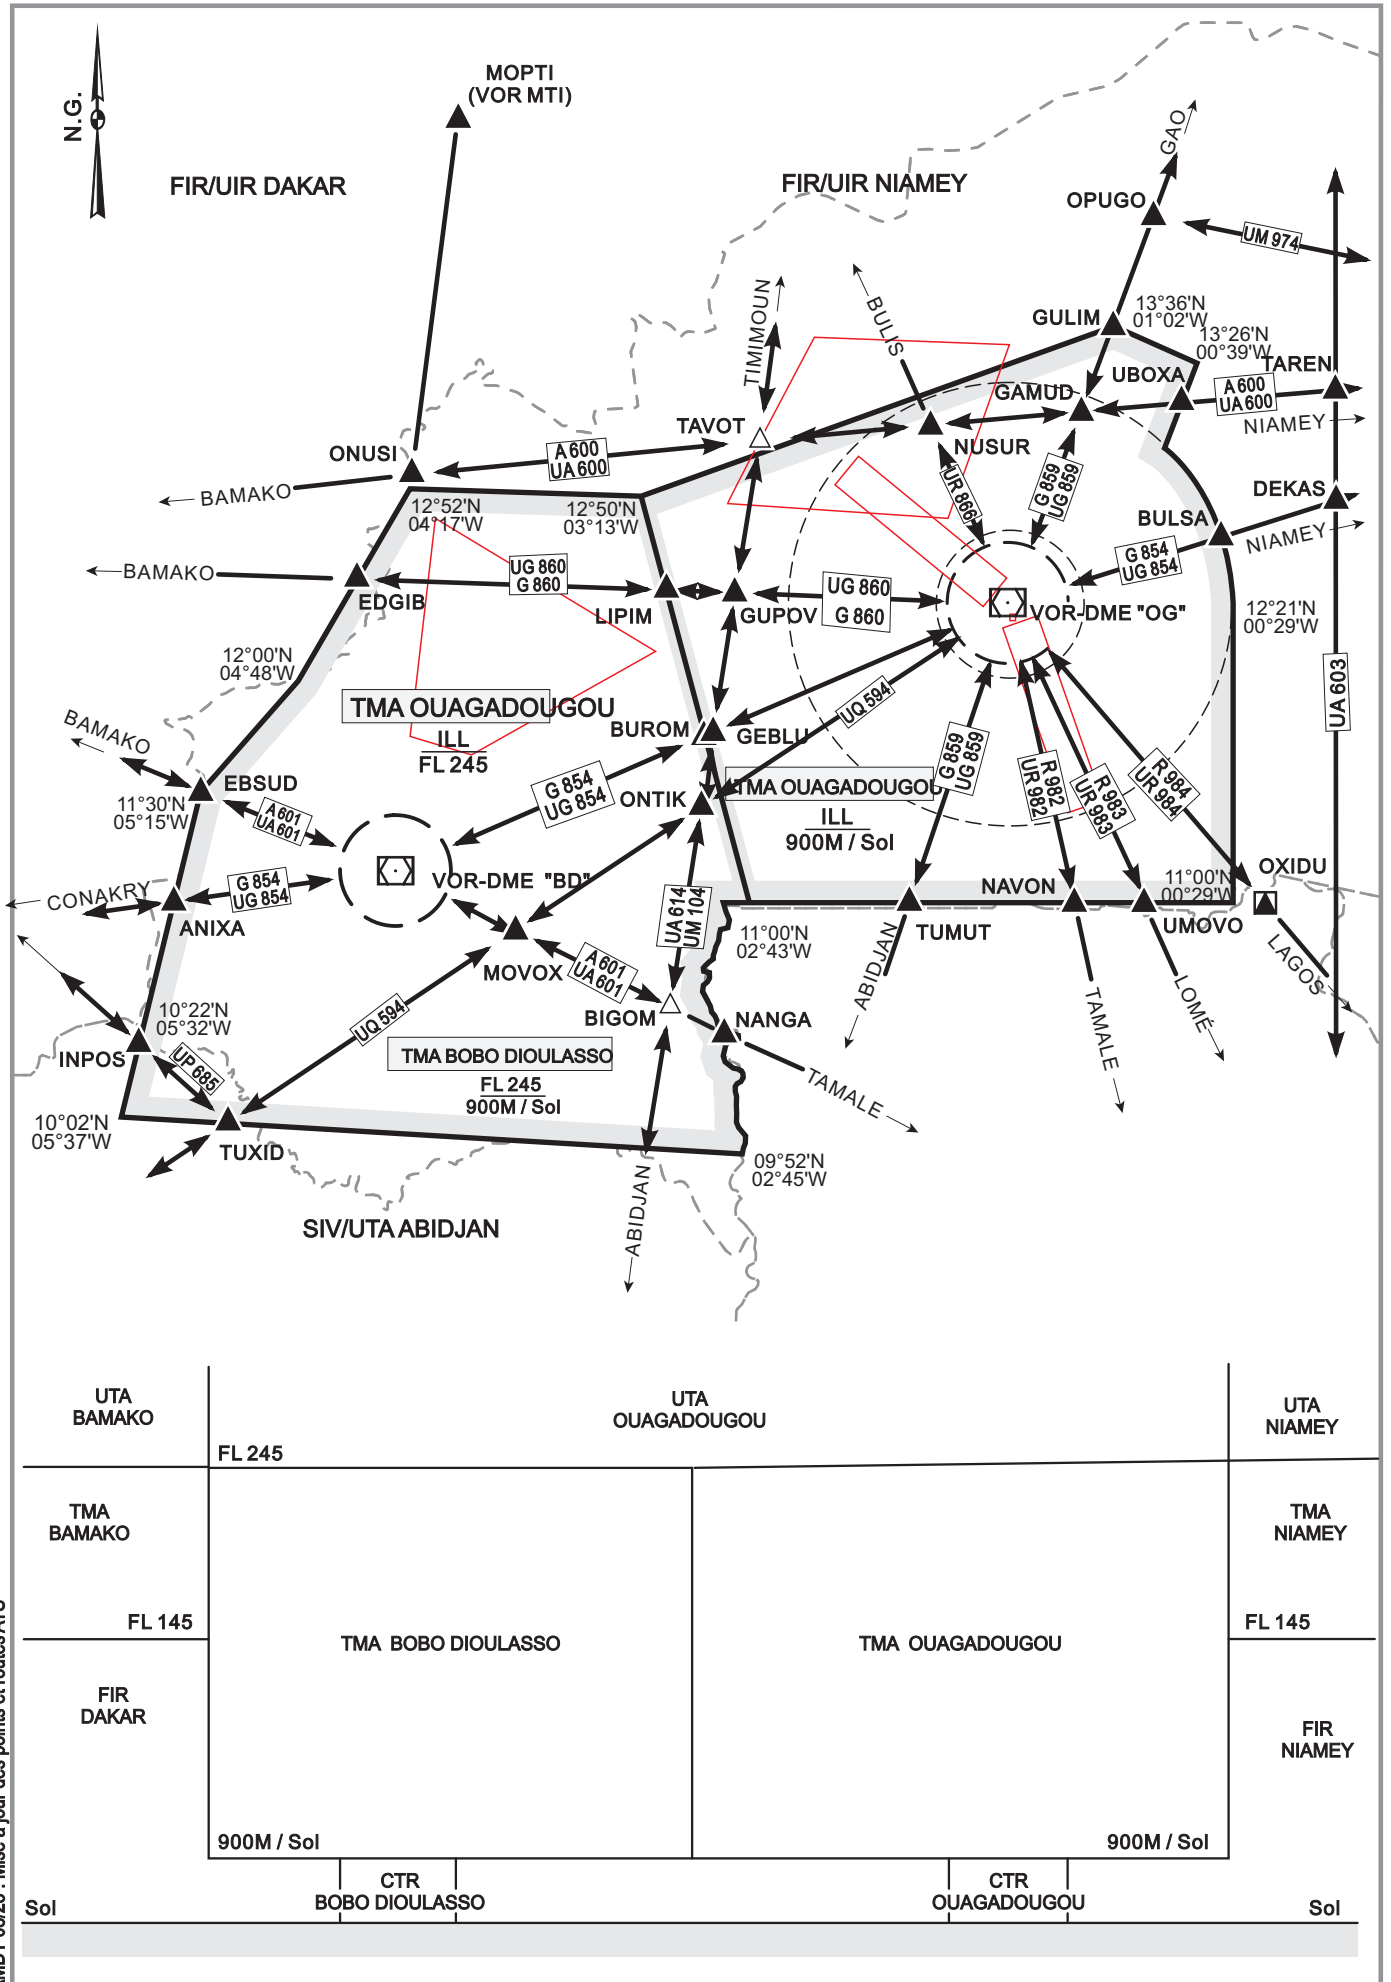 N.G.
MOPTI
(VOR MTI)
FIR/UIR DAKAR
FIR/UIR NIAMEY
GAO
OPUGO
UM 974
TIMIMOUN
BULIS
GULIM
13°36'N
01°02'W
13°26'N
00°39'W
TAREN
UBOXA
GAMUD
A 600
UA 600
NIAMEY
TAVOT
NUSUR
ONUSI
A 600
UA 600
BAMAKO
12°52'N
04°17'W
12°50'N
03°13'W
UR 866
G 859
UG 859
DEKAS
BULSA
NIAMEY
G 854
UG 854
BAMAKO
EDGIB
UG 860
G 860
LIPIM
GUPOV
UG 860
G 860
VOR-DME "OG"
12°21'N
00°29'W
12°00'N
04°48'W
TMA OUAGADOUGOU
ILL
FL 245
BUROM
GEBLU
UQ 594
UA 603
BAMAKO
EBSUD
11°30'N
05°15'W
A 601
UA 601
G 854
UG 854
ONTIK
TMA OUAGADOUGOU
ILL
900M / Sol
G 859
UG 859
R 982
UR 982
R 983
UR 983
R 984
UR 984
VOR-DME "BD"
CONAKRY
G 854
UG 854
ANIXA
UA 614
UM 104
NAVON
11°00'N
00°29'W
OXIDU
TUMUT
UMOVO
11°00'N
02°43'W
MOVOX
A 601
UA 601
ABIDJAN
LAGOS
10°22'N
05°32'W
UQ 594
BIGOM
NANGA
TAMALE
LOMÉ
INPOS
UP 685
TMA BOBO DIOULASSO
FL 245
900M / Sol
TAMALE
10°02'N
05°37'W
TUXID
09°52'N
02°45'W
ABIDJAN
SIV/UTA ABIDJAN
UTA
BAMAKO
UTA
OUAGADOUGOU
UTA
NIAMEY
FL 245
TMA
BAMAKO
TMA
NIAMEY
FL 145
FL 145
TMA BOBO DIOULASSO
TMA OUAGADOUGOU
FIR
DAKAR
FIR
NIAMEY
900M / Sol
900M / Sol
CTR
BOBO DIOULASSO
CTR
OUAGADOUGOU
Sol
Sol
: Mise à jour des points et routes ATS